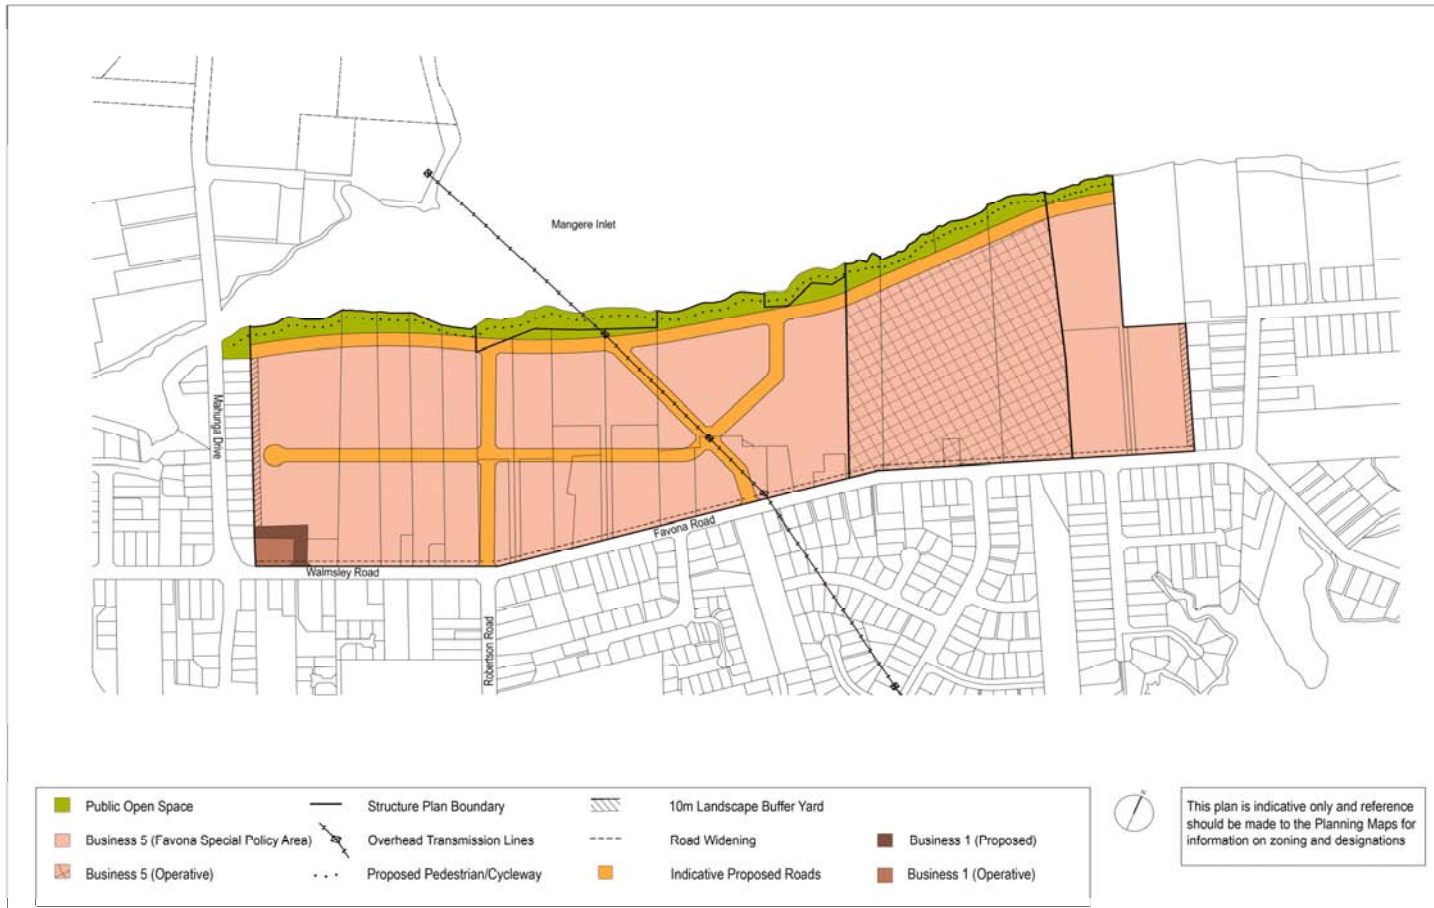 Mangere Inlet
Mahunga Drive
Favona Road
Walmsley Road
Robertson Road
Public Open Space
Structure Plan Boundary
10m Landscape Buffer Yard
Business 5 (Favona Special Policy Area)
Overhead Transmission Lines
Road Widening
Business 1 (Proposed)
Business 5 (Operative)
Proposed Pedestrian/Cycleway
Indicative Proposed Roads
Business 1 (Operative)
N
This plan is indicative only and reference
should be made to the Planning Maps for
information on zoning and designations